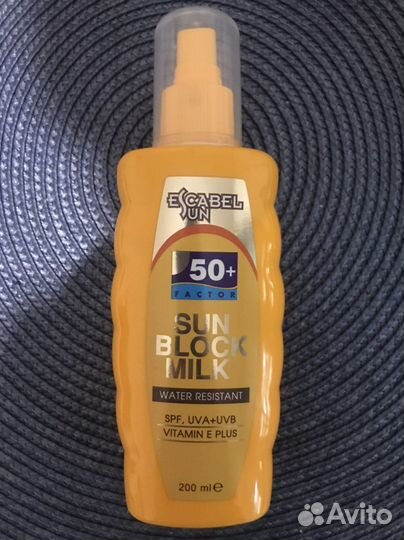 ESCABEL
SUN
50+
FACTOR
SUN
BLOCK
MILK
WATER RESISTANT
SPF, UVA+UVB
VITAMIN E PLUS
200 ml e
Avito